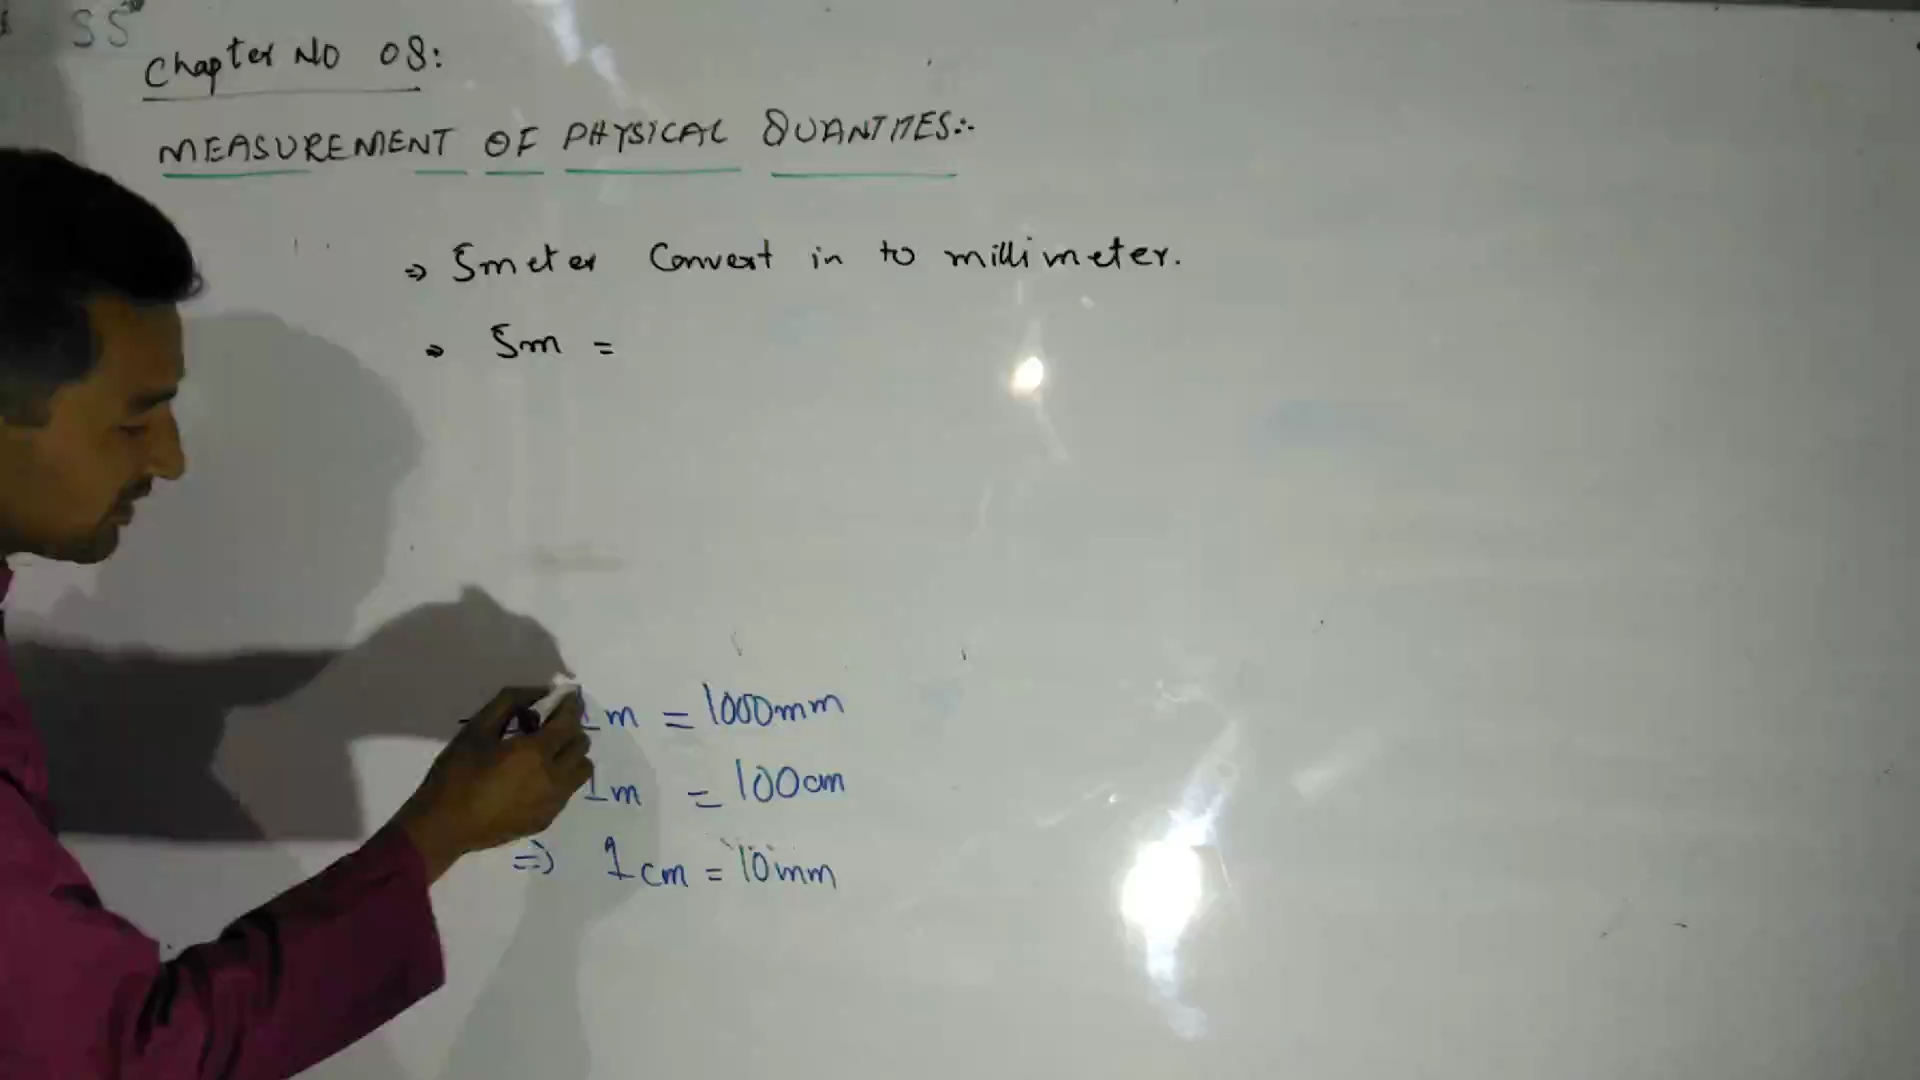 SS
Chapter No 08:
MEASUREMENT OF PHYSICAL QUANTITIES:-
⇒ 5meter Convert in to millimeter.
⇒ 5m =
1m = 1000mm
1m = 100cm
⇒ 1cm = 10mm